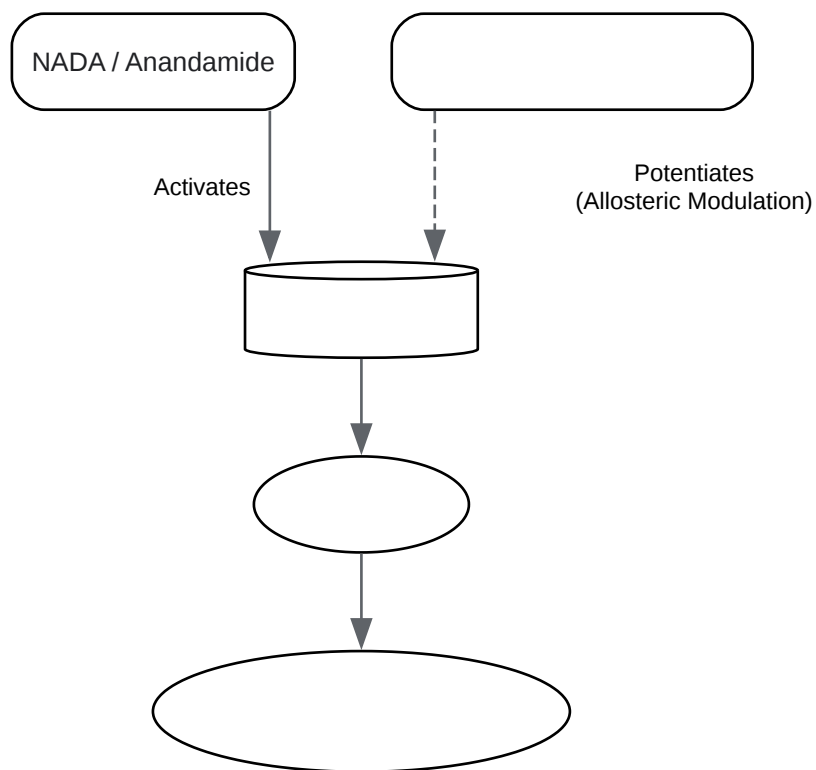 NADA / Anandamide
Activates
Potentiates
(Allosteric Modulation)